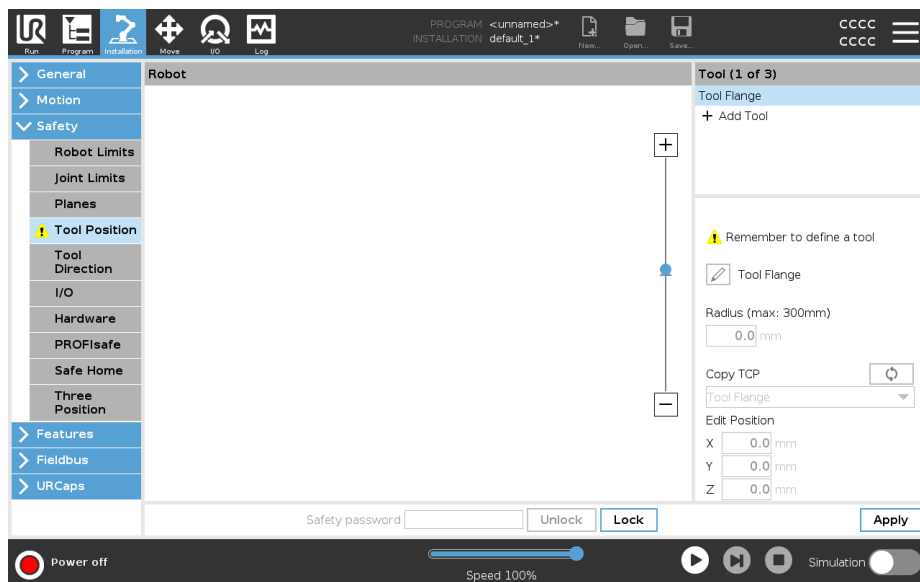 UR
PROGRAM <unnamed>*
INSTALLATION default_1*
CCCC
CCCC
Run
Program
Installation
Move
I/O
Log
New...
Open...
Save...
General
Motion
Safety
Robot Limits
Joint Limits
Planes
Tool Position
Tool
Direction
I/O
Hardware
PROFIsafe
Safe Home
Three
Position
Features
Fieldbus
URCaps
Robot
Tool (1 of 3)
Tool Flange
+ Add Tool
Remember to define a tool
Tool Flange
Radius (max: 300mm)
0.0 mm
Copy TCP
Tool Flange
Edit Position
X 0.0 mm
Y 0.0 mm
Z 0.0 mm
Safety password Unlock Lock
Apply
Power off
Speed 100%
Simulation